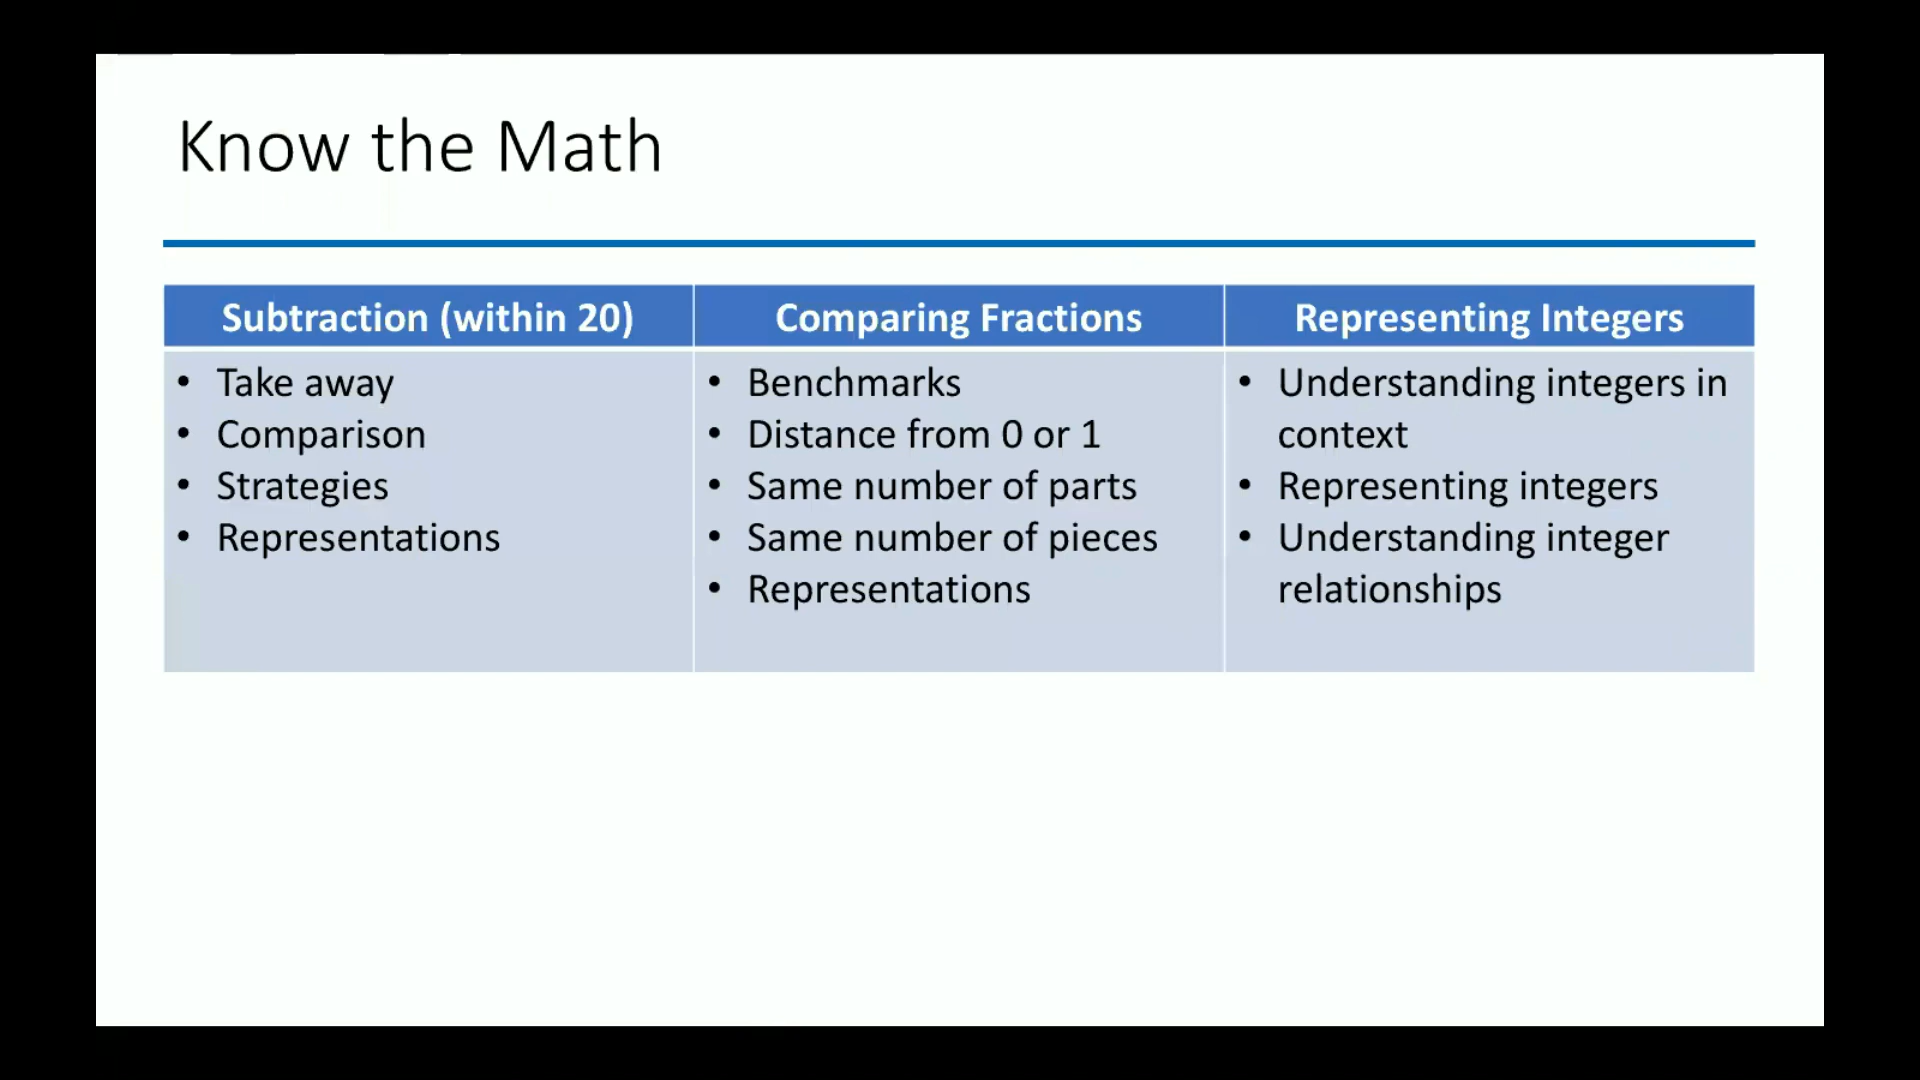 Know the Math
Subtraction (within 20)
• Take away
• Comparison
• Strategies
• Representations
Comparing Fractions
• Benchmarks
• Distance from 0 or 1
• Same number of parts
• Same number of pieces
• Representations
Representing Integers
• Understanding integers in
context
• Representing integers
• Understanding integer
relationships